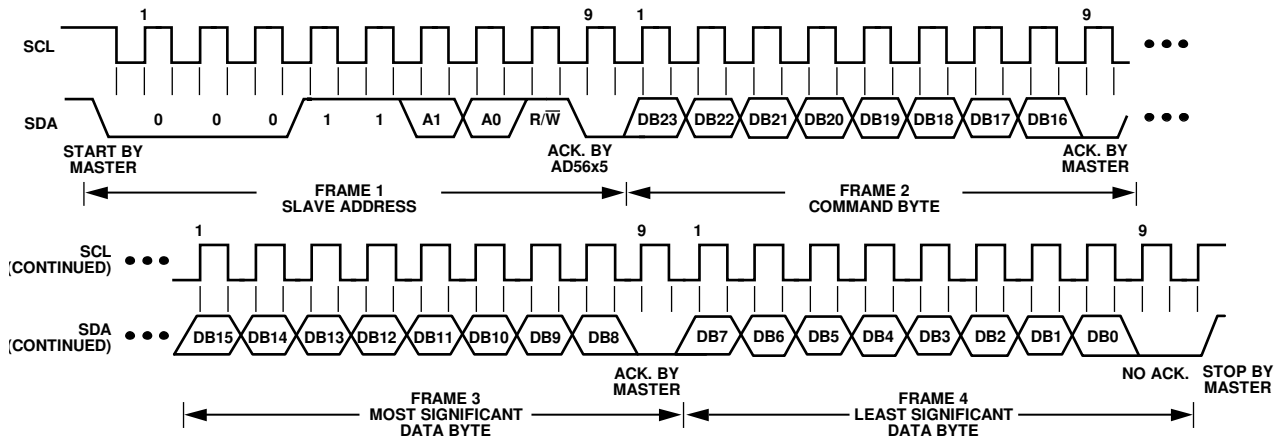 1 9 1 9
SCL
SDA
0 0 0 1 1 A1 A0 R/W DB23 DB22 DB21 DB20 DB19 DB18 DB17 DB16
START BY
MASTER
ACK. BY
AD56x5
ACK. BY
MASTER
FRAME 1
SLAVE ADDRESS
FRAME 2
COMMAND BYTE
1 9 1 9
SCL
(CONTINUED)
SDA
(CONTINUED)
DB15 DB14 DB13 DB12 DB11 DB10 DB9 DB8 DB7 DB6 DB5 DB4 DB3 DB2 DB1 DB0
ACK. BY
MASTER
NO ACK.
STOP BY
MASTER
FRAME 3
MOST SIGNIFICANT
DATA BYTE
FRAME 4
LEAST SIGNIFICANT
DATA BYTE